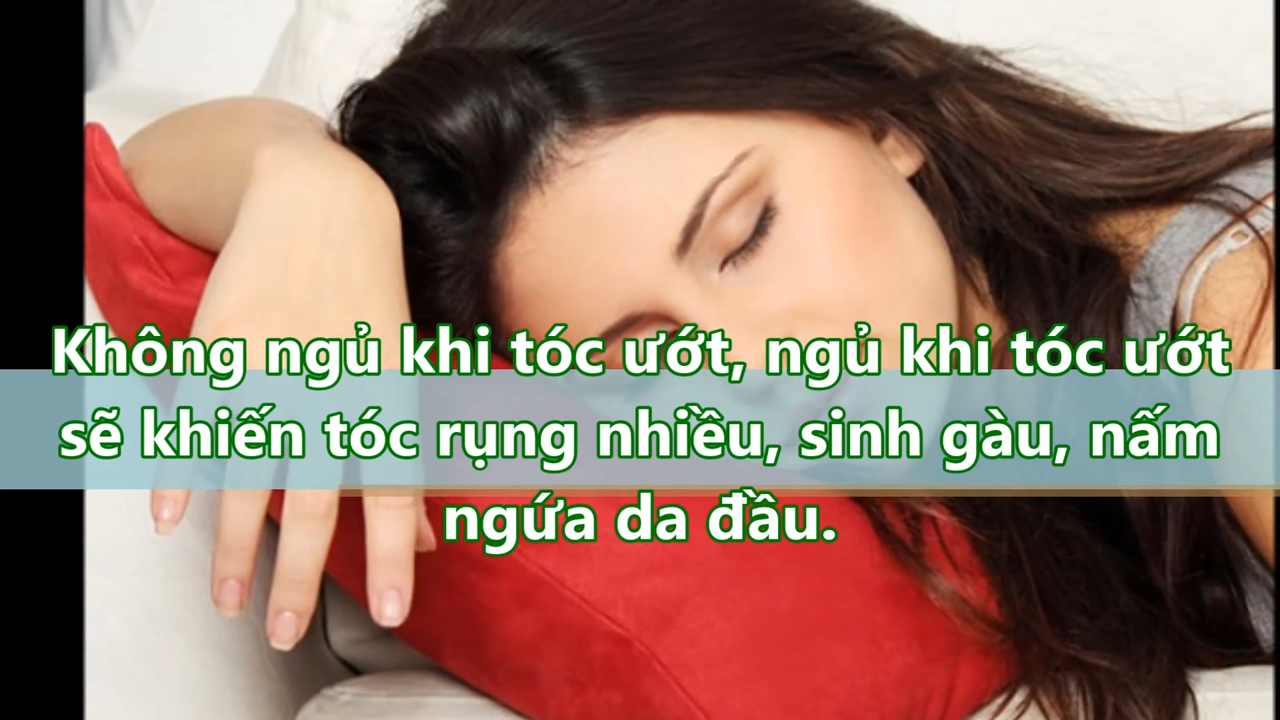 Không ngủ khi tóc ướt, ngủ khi tóc ướt
sẽ khiến tóc rụng nhiều, sinh gàu, nấm
ngứa da đầu.